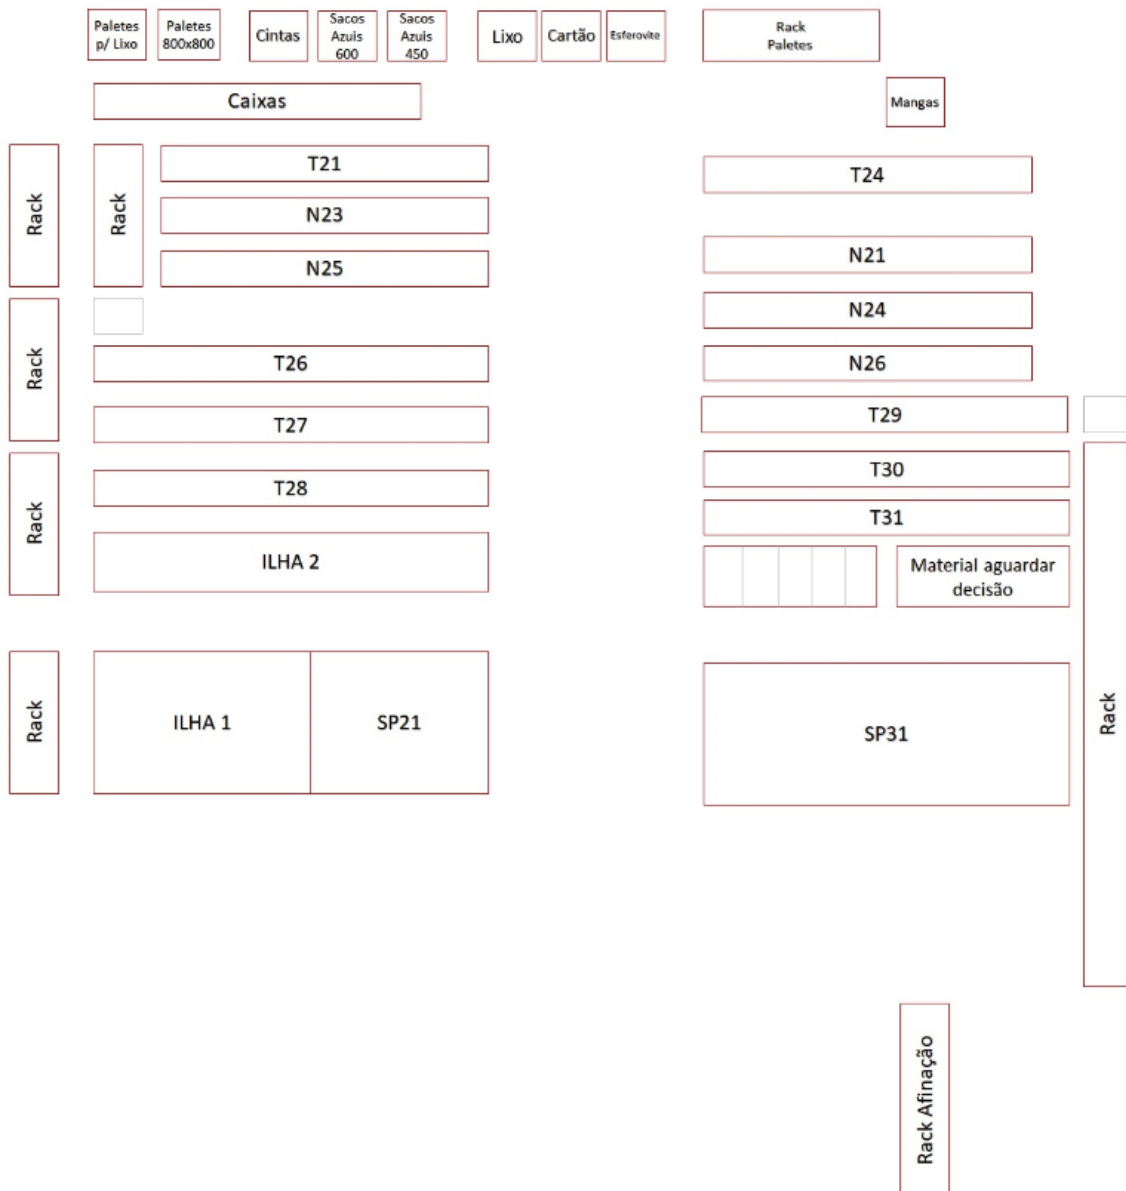 Paletes
p/ Lixo
Paletes
800x800
Cintas
Sacos
Azuis
600
Sacos
Azuis
450
Lixo
Cartão
Esferovite
Rack
Paletes
Caixas
Mangas
Rack
Rack
T21
T24
N23
N25
N21
Rack
N24
T26
N26
T27
T29
Rack
T28
T30
T31
ILHA 2
Material aguardar
decisão
Rack
ILHA 1
SP21
SP31
Rack
Rack Afinação